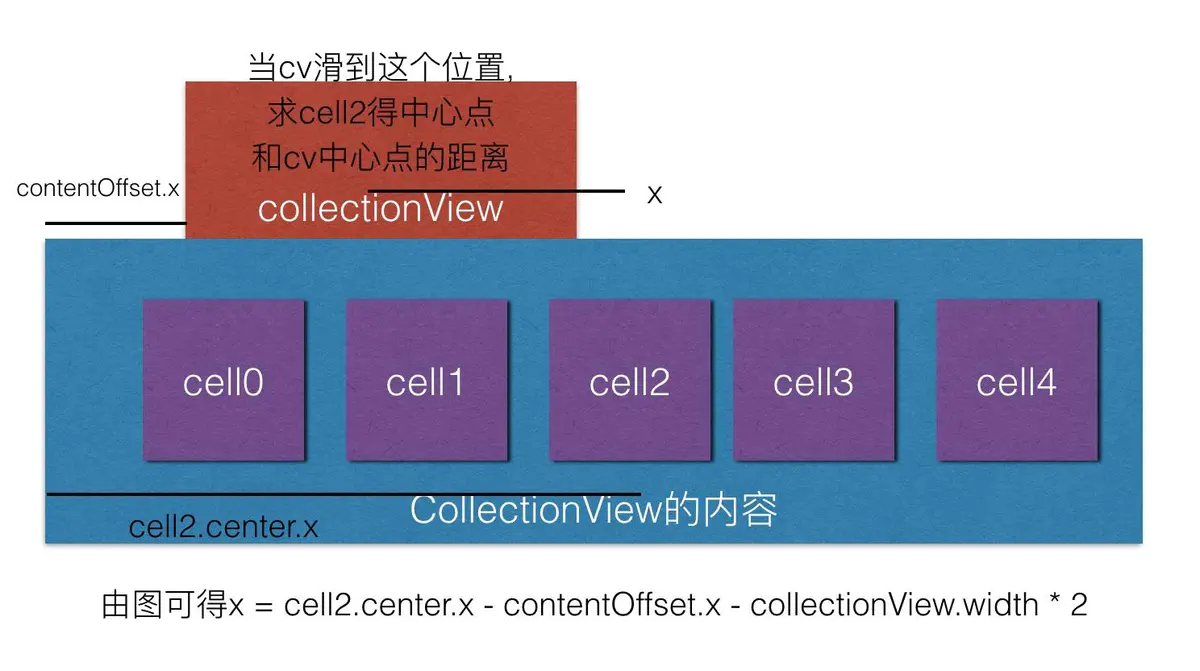 当cv滑到这个位置,
求cell2得中心点
和cv中心点的距离
contentOffset.x
x
collectionView
cell0
cell1
cell2
cell3
cell4
CollectionView的内容
cell2.center.x
由图可得x = cell2.center.x - contentOffset.x - collectionView.width * 2